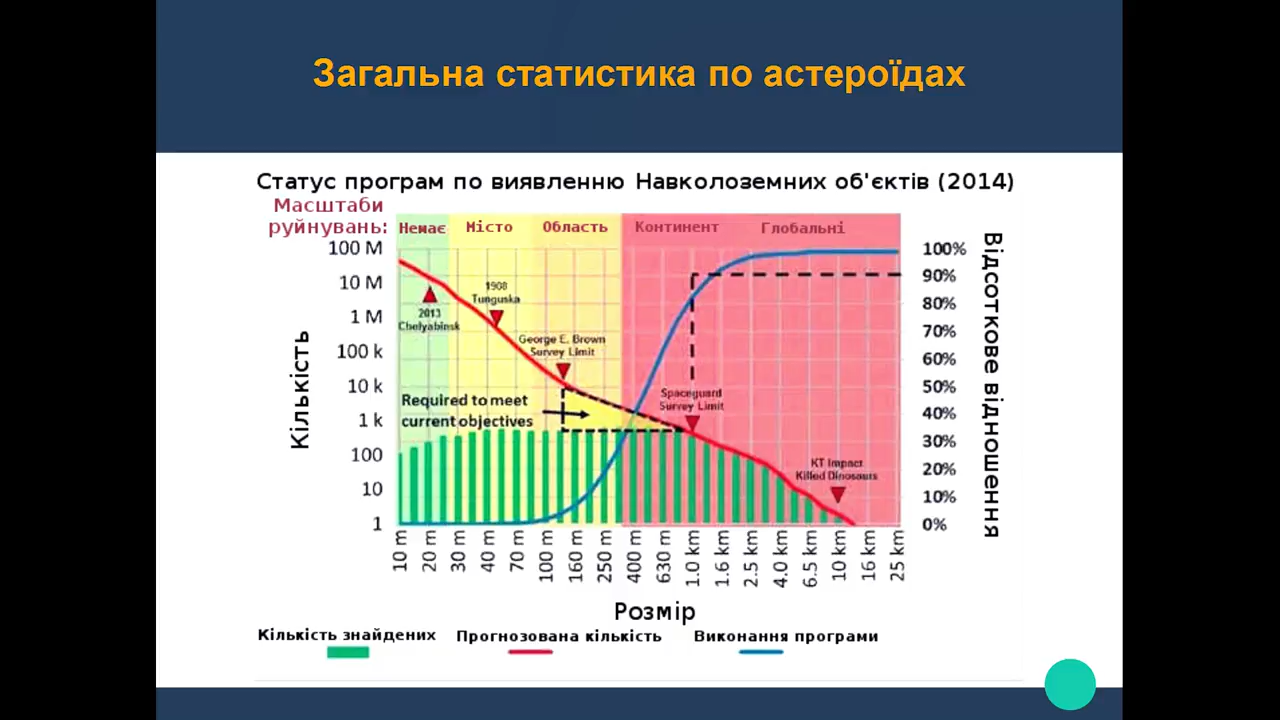 Загальна статистика по астероїдах
Статус програм по виявленню Навколоземних об'єктів (2014)
Масштаби
руйнувань:
Немає Місто Область Континент Глобальні
100 M
10 M
1 M
100 k
10 k
1 k
100
10
1
Кількість
2013
Chelyabinsk
1908
Tunguska
George E. Brown
Survey Limit
Required to meet
current objectives
Spaceguard
Survey Limit
KT Impact
Killed Dinosaurs
100%
90%
80%
70%
60%
50%
40%
30%
20%
10%
0%
Відсоткове відношення
10 m 20 m 30 m 40 m 70 m 100 m 160 m 250 m 400 m 630 m 1.0 km 1.6 km 2.5 km 4.0 km 6.5 km 10 km 16 km 25 km
Розмір
Кількість знайдених Прогнозована кількість Виконання програми